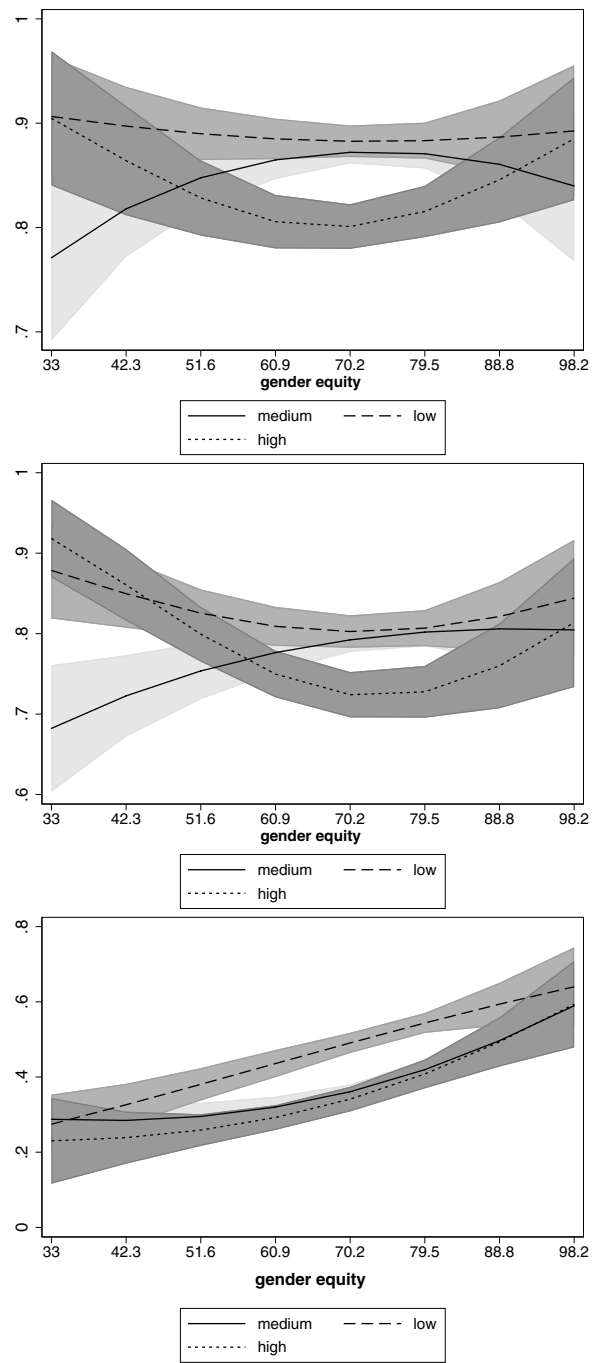 1
.9
.8
.7
33 42.3 51.6 60.9 70.2 79.5 88.8 98.2
gender equity
medium low
high
1
.9
.8
.7
.6
33 42.3 51.6 60.9 70.2 79.5 88.8 98.2
gender equity
medium low
high
.8
.6
.4
.2
0
33 42.3 51.6 60.9 70.2 79.5 88.8 98.2
gender equity
medium low
high